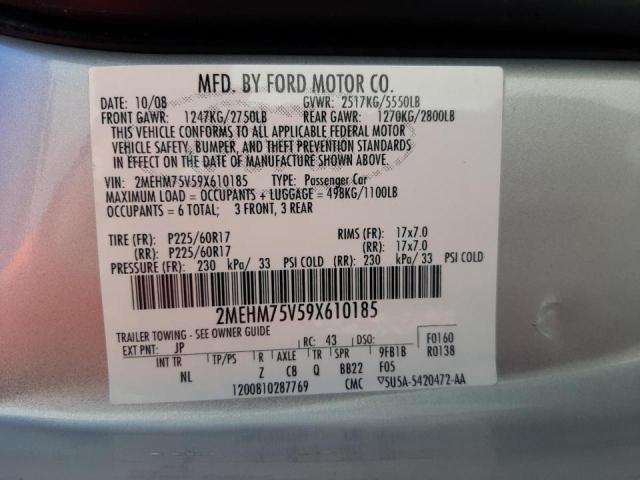 MFD. BY FORD MOTOR CO.
DATE: 10/08 GVWR: 2517KG/5550LB
FRONT GAWR: 1247KG/2750LB REAR GAWR: 1270KG/2800LB
THIS VEHICLE CONFORMS TO ALL APPLICABLE FEDERAL MOTOR
VEHICLE SAFETY, BUMPER, AND THEFT PREVENTION STANDARDS
IN EFFECT ON THE DATE OF MANUFACTURE SHOWN ABOVE.
VIN: 2MEHM75V59X610185 TYPE: Passenger Car
MAXIMUM LOAD = OCCUPANTS + LUGGAGE = 498KG/1100LB
OCCUPANTS = 6 TOTAL; 3 FRONT, 3 REAR
TIRE (FR): P225/60R17 RIMS (FR): 17x7.0
(RR): P225/60R17 (RR): 17x7.0
PRESSURE (FR): 230 kPa/ 33 PSI COLD (RR): 230 kPa/ 33 PSI COLD
2MEHM75V59X610185
TRAILER TOWING - SEE OWNER GUIDE
EXT PNT: JP RC: 43 DSO: F0160
INT TR TP/PS R AXLE TR SPR 9FB1B R0138
NL Z C8 Q BB22 F05
1200810287769 CMC ▽5U5A-5420472-AA